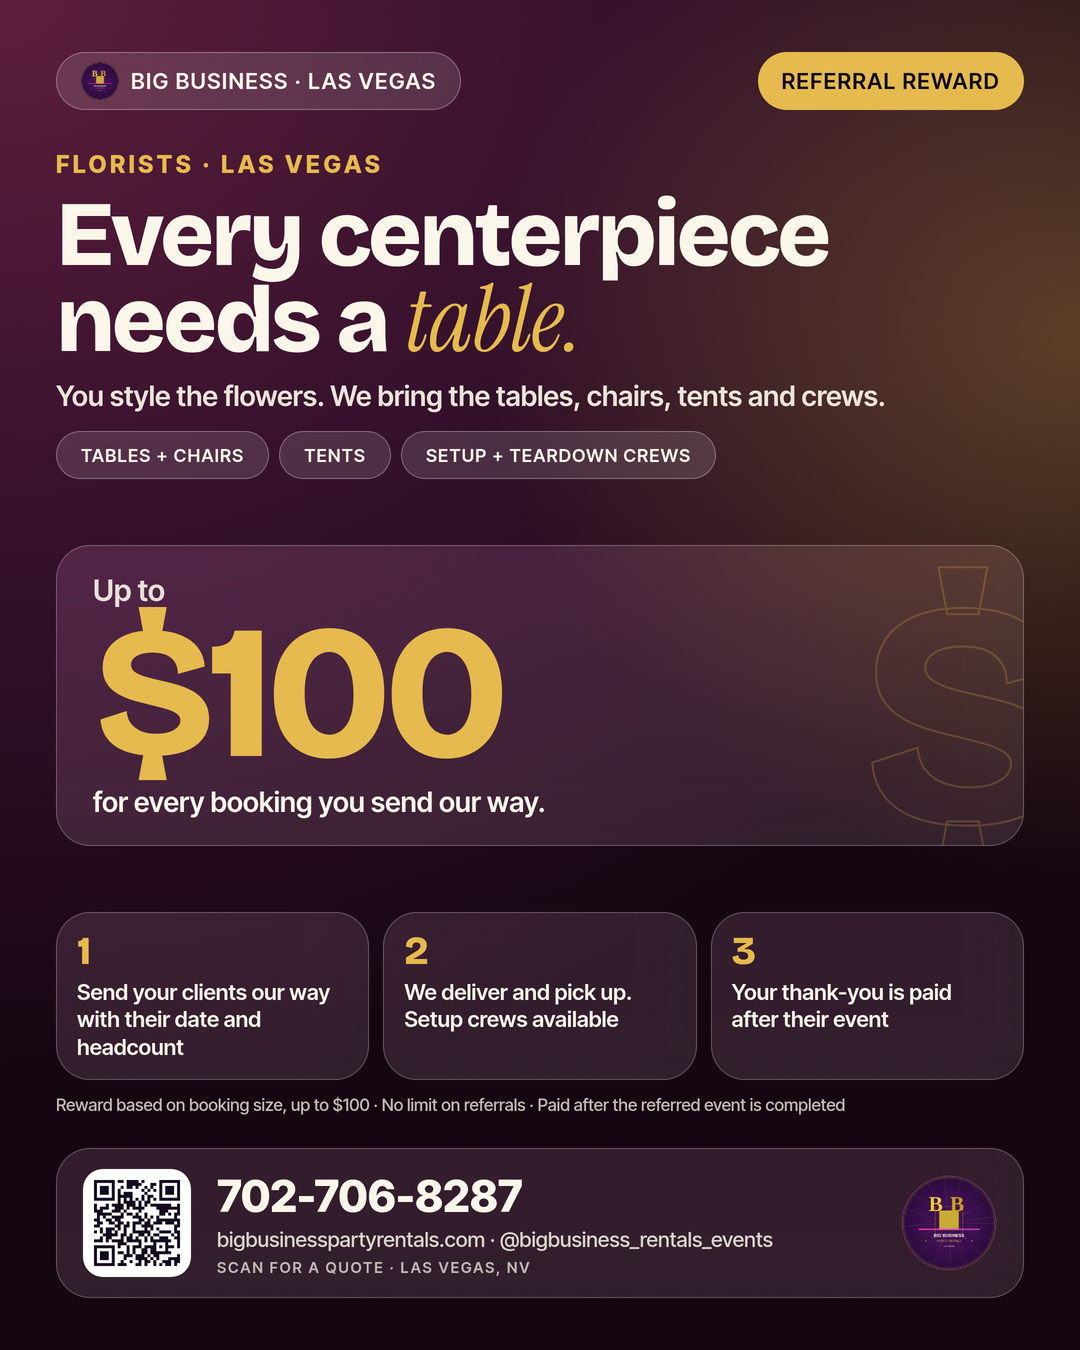 BB
BIG BUSINESS · LAS VEGAS
REFERRAL REWARD
FLORISTS · LAS VEGAS
Every centerpiece
needs a table.
You style the flowers. We bring the tables, chairs, tents and crews.
TABLES + CHAIRS
TENTS
SETUP + TEARDOWN CREWS
Up to
$100
for every booking you send our way.
$
1
Send your clients our way
with their date and
headcount
2
We deliver and pick up.
Setup crews available
3
Your thank-you is paid
after their event
Reward based on booking size, up to $100 · No limit on referrals · Paid after the referred event is completed
702-706-8287
bigbusinesspartyrentals.com · @bigbusiness_rentals_events
SCAN FOR A QUOTE · LAS VEGAS, NV
BB
BIG BUSINESS
PARTY RENTALS